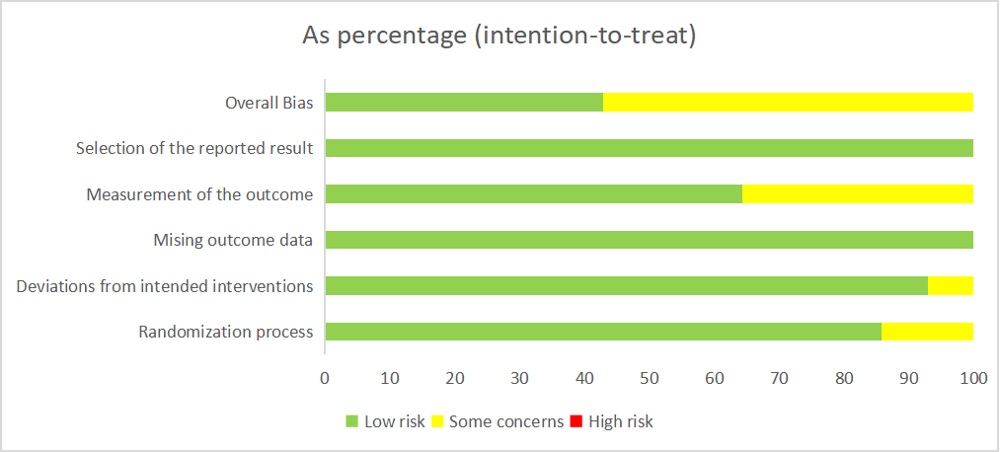 As percentage (intention-to-treat)
Overall Bias
Selection of the reported result
Measurement of the outcome
Mising outcome data
Deviations from intended interventions
Randomization process
0 10 20 30 40 50 60 70 80 90 100
Low risk Some concerns High risk